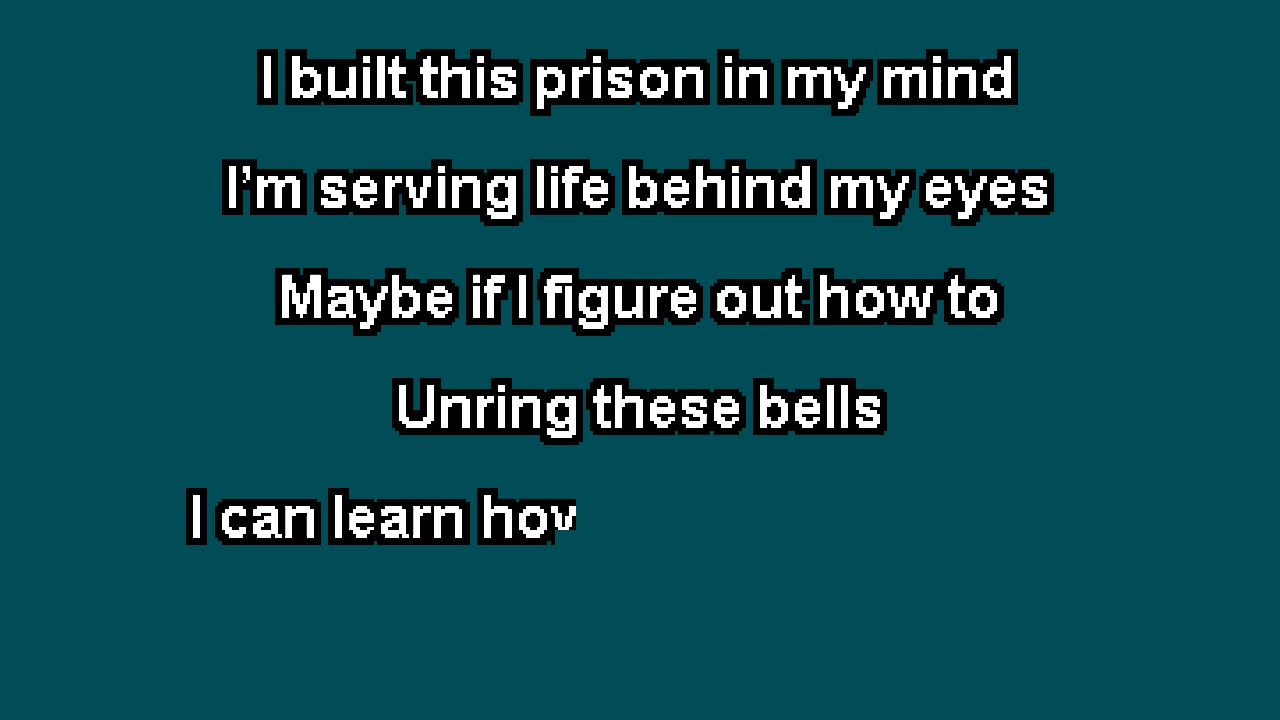 I built this prison in my mind
I’m serving life behind my eyes
Maybe if I figure out how to
Unring these bells
I can learn